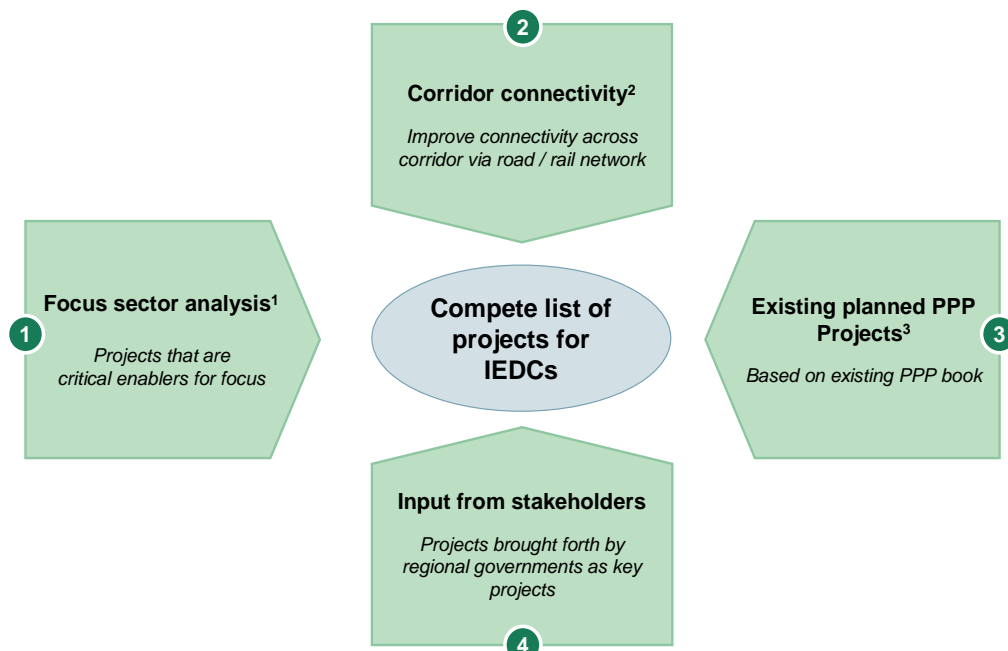 2
Corridor connectivity²
Improve connectivity across
corridor via road / rail network
1
Focus sector analysis¹
Projects that are
critical enablers for focus
Compete list of
projects for
IEDCs
Existing planned PPP
Projects³
3
Based on existing PPP book
Input from stakeholders
Projects brought forth by
regional governments as key
projects
4